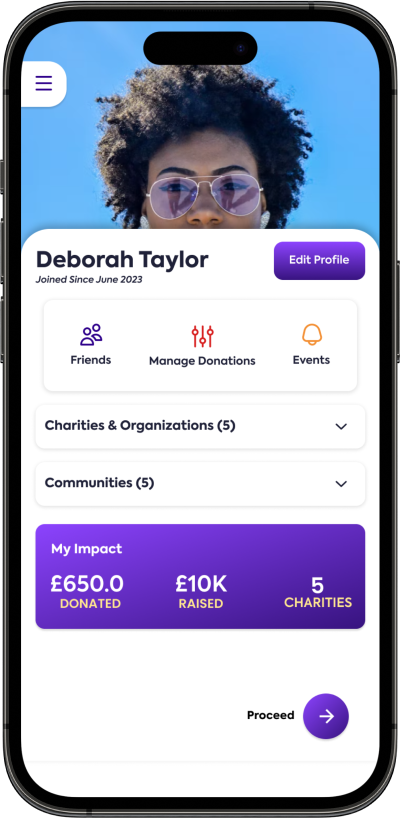 Deborah Taylor
Edit Profile
Joined Since June 2023
Friends
Manage Donations
Events
Charities & Organizations (5)
Communities (5)
My Impact
£650.0
£10K
5
DONATED
RAISED
CHARITIES
Proceed